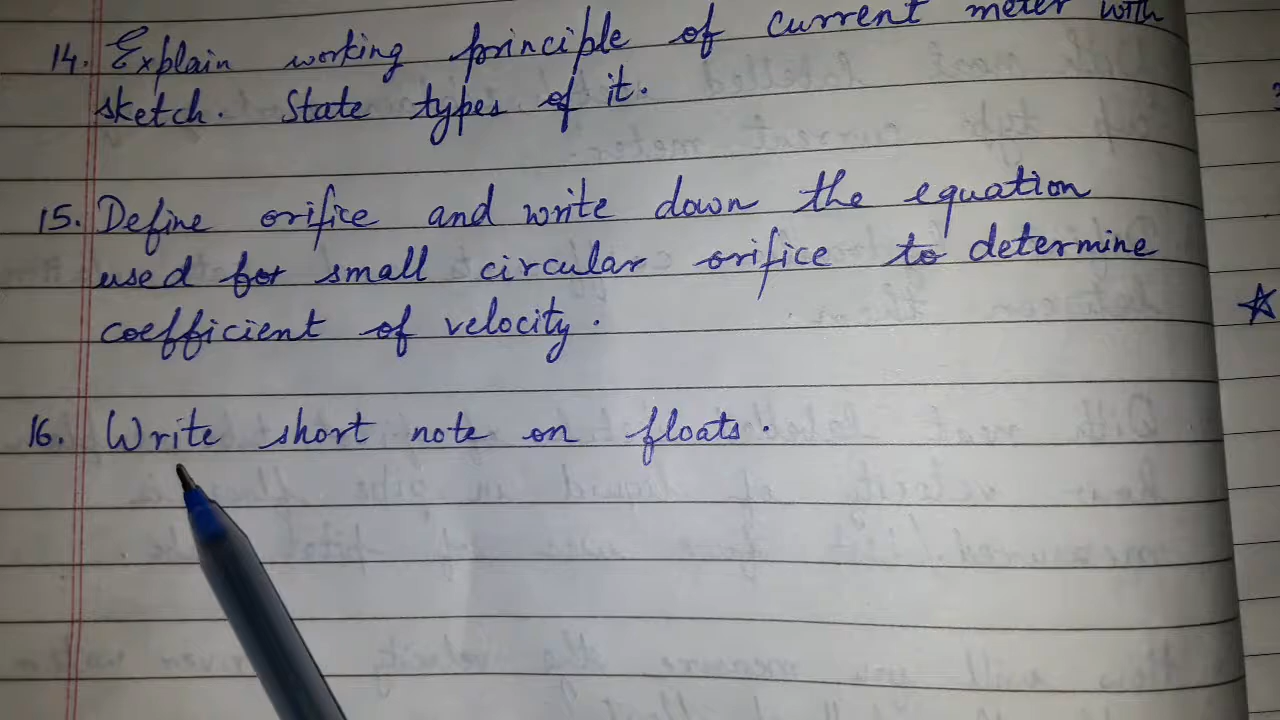 14. Explain working principle of current meter with
sketch. State types of it.
15. Define orifice and write down the equation
used for small circular orifice to determine
coefficient of velocity.
16. Write short note on floats.